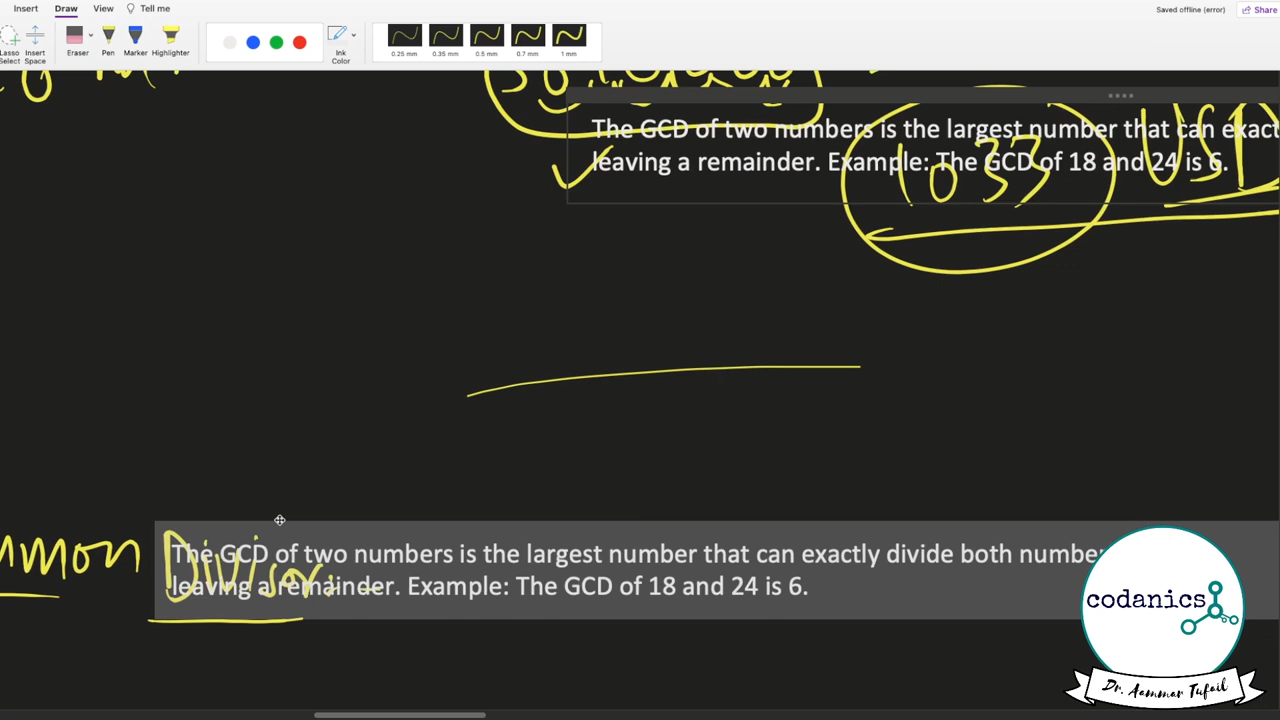 Insert Draw View Tell me Saved offline (error) Share
Lasso Select Insert Space Eraser Pen Marker Highlighter Ink Color 0.25 mm 0.35 mm 0.5 mm 0.7 mm 1 mm
The GCD of two numbers is the largest number that can exact
leaving a remainder. Example: The GCD of 18 and 24 is 6.
1033 USD
mmon Divisor.
The GCD of two numbers is the largest number that can exactly divide both number
leaving a remainder. Example: The GCD of 18 and 24 is 6.
codanics
Dr. Aammar Tufail